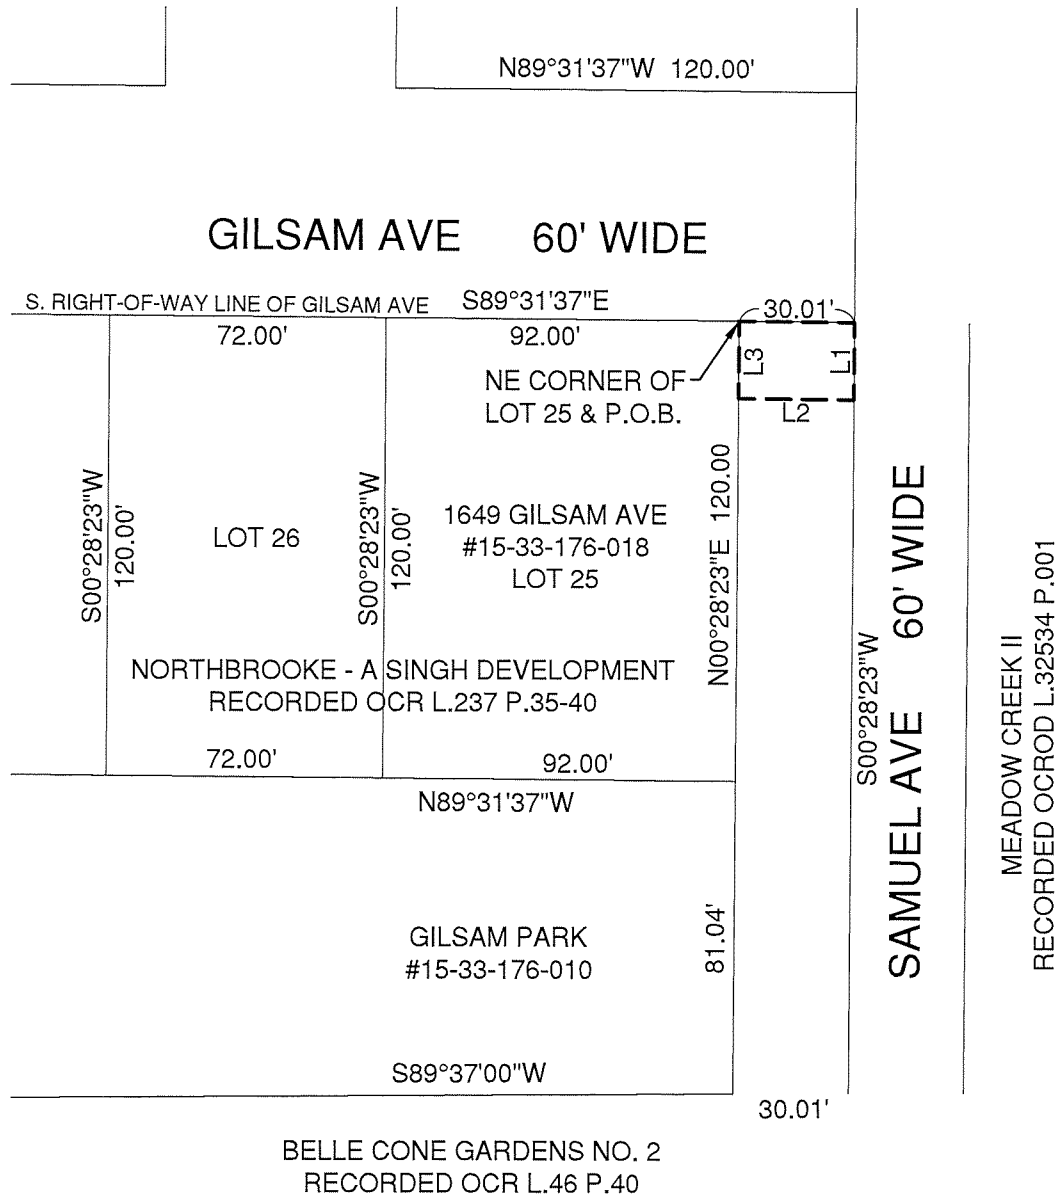 N89°31'37"W 120.00'
GILSAM AVE 60' WIDE
S. RIGHT-OF-WAY LINE OF GILSAM AVE
S89°31'37"E
30.01'
72.00'
92.00'
L3
L1
NE CORNER OF
LOT 25 & P.O.B.
L2
S00°28'23"W
120.00'
LOT 26
S00°28'23"W
120.00'
1649 GILSAM AVE
#15-33-176-018
LOT 25
N00°28'23"E 120.00
S00°28'23"W
SAMUEL AVE 60' WIDE
MEADOW CREEK II
RECORDED OCROD L.32534 P.001
NORTHBROOKE - A SINGH DEVELOPMENT
RECORDED OCR L.237 P.35-40
72.00'
92.00'
N89°31'37"W
GILSAM PARK
#15-33-176-010
81.04'
S89°37'00"W
30.01'
BELLE CONE GARDENS NO. 2
RECORDED OCR L.46 P.40